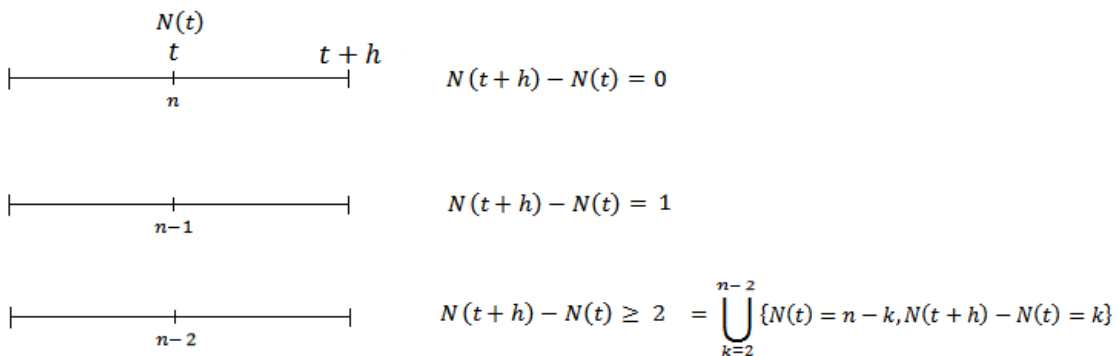 N(t)
t t + h
n
N(t + h) − N(t) = 0
n−1
N(t + h) − N(t) = 1
n−2
N(t + h) − N(t) ≥ 2 = ⋃_{k=2}^{n−2} {N(t) = n − k, N(t + h) − N(t) = k}